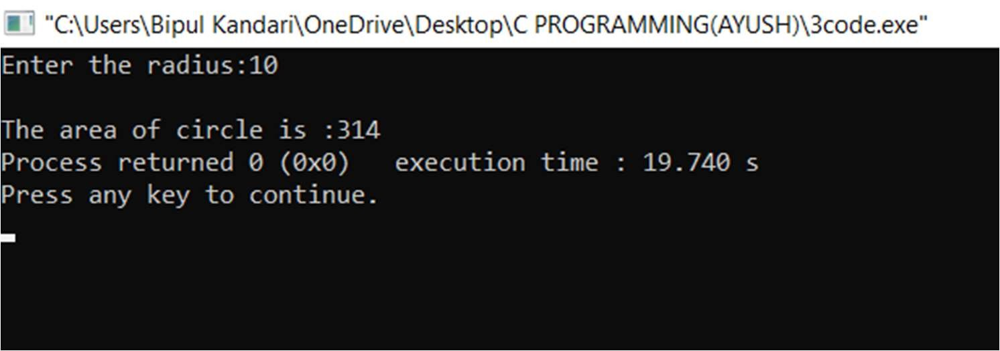 "C:\Users\Bipul Kandari\OneDrive\Desktop\C PROGRAMMING(AYUSH)\3code.exe"
Enter the radius:10
The area of circle is :314
Process returned 0 (0x0)   execution time : 19.740 s
Press any key to continue.